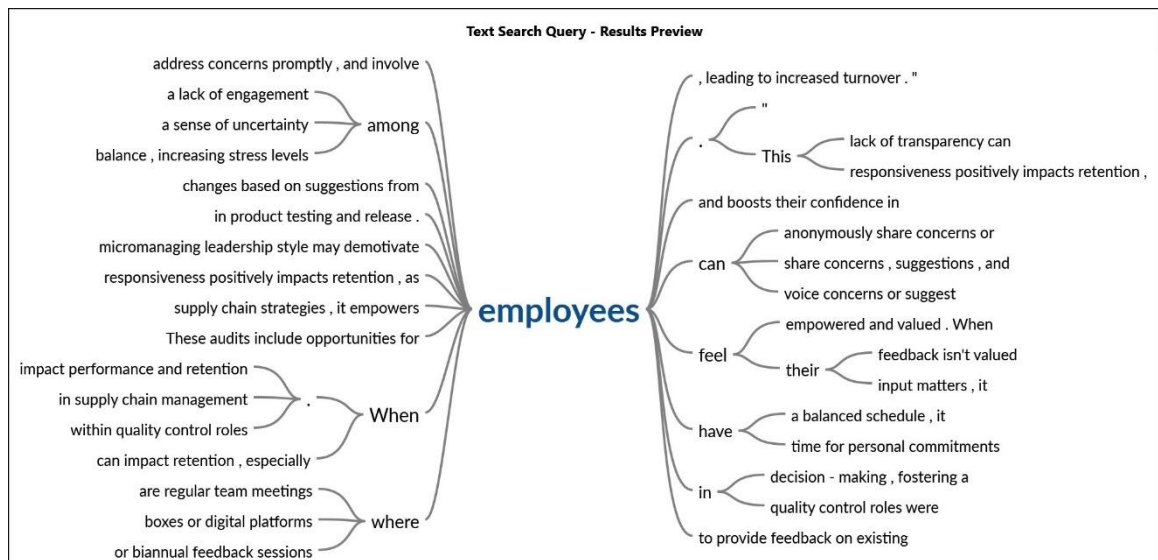 Text Search Query - Results Preview
address concerns promptly , and involve
a lack of engagement
a sense of uncertainty
balance , increasing stress levels
among
changes based on suggestions from
in product testing and release .
micromanaging leadership style may demotivate
responsiveness positively impacts retention , as
supply chain strategies , it empowers
These audits include opportunities for
impact performance and retention
in supply chain management
within quality control roles
.
can impact retention , especially
When
are regular team meetings
boxes or digital platforms
or biannual feedback sessions
where
employees
, leading to increased turnover . "
.
"
This
lack of transparency can
responsiveness positively impacts retention ,
and boosts their confidence in
can
anonymously share concerns or
share concerns , suggestions , and
voice concerns or suggest
feel
empowered and valued . When
their
feedback isn't valued
input matters , it
have
a balanced schedule , it
time for personal commitments
in
decision - making , fostering a
quality control roles were
to provide feedback on existing